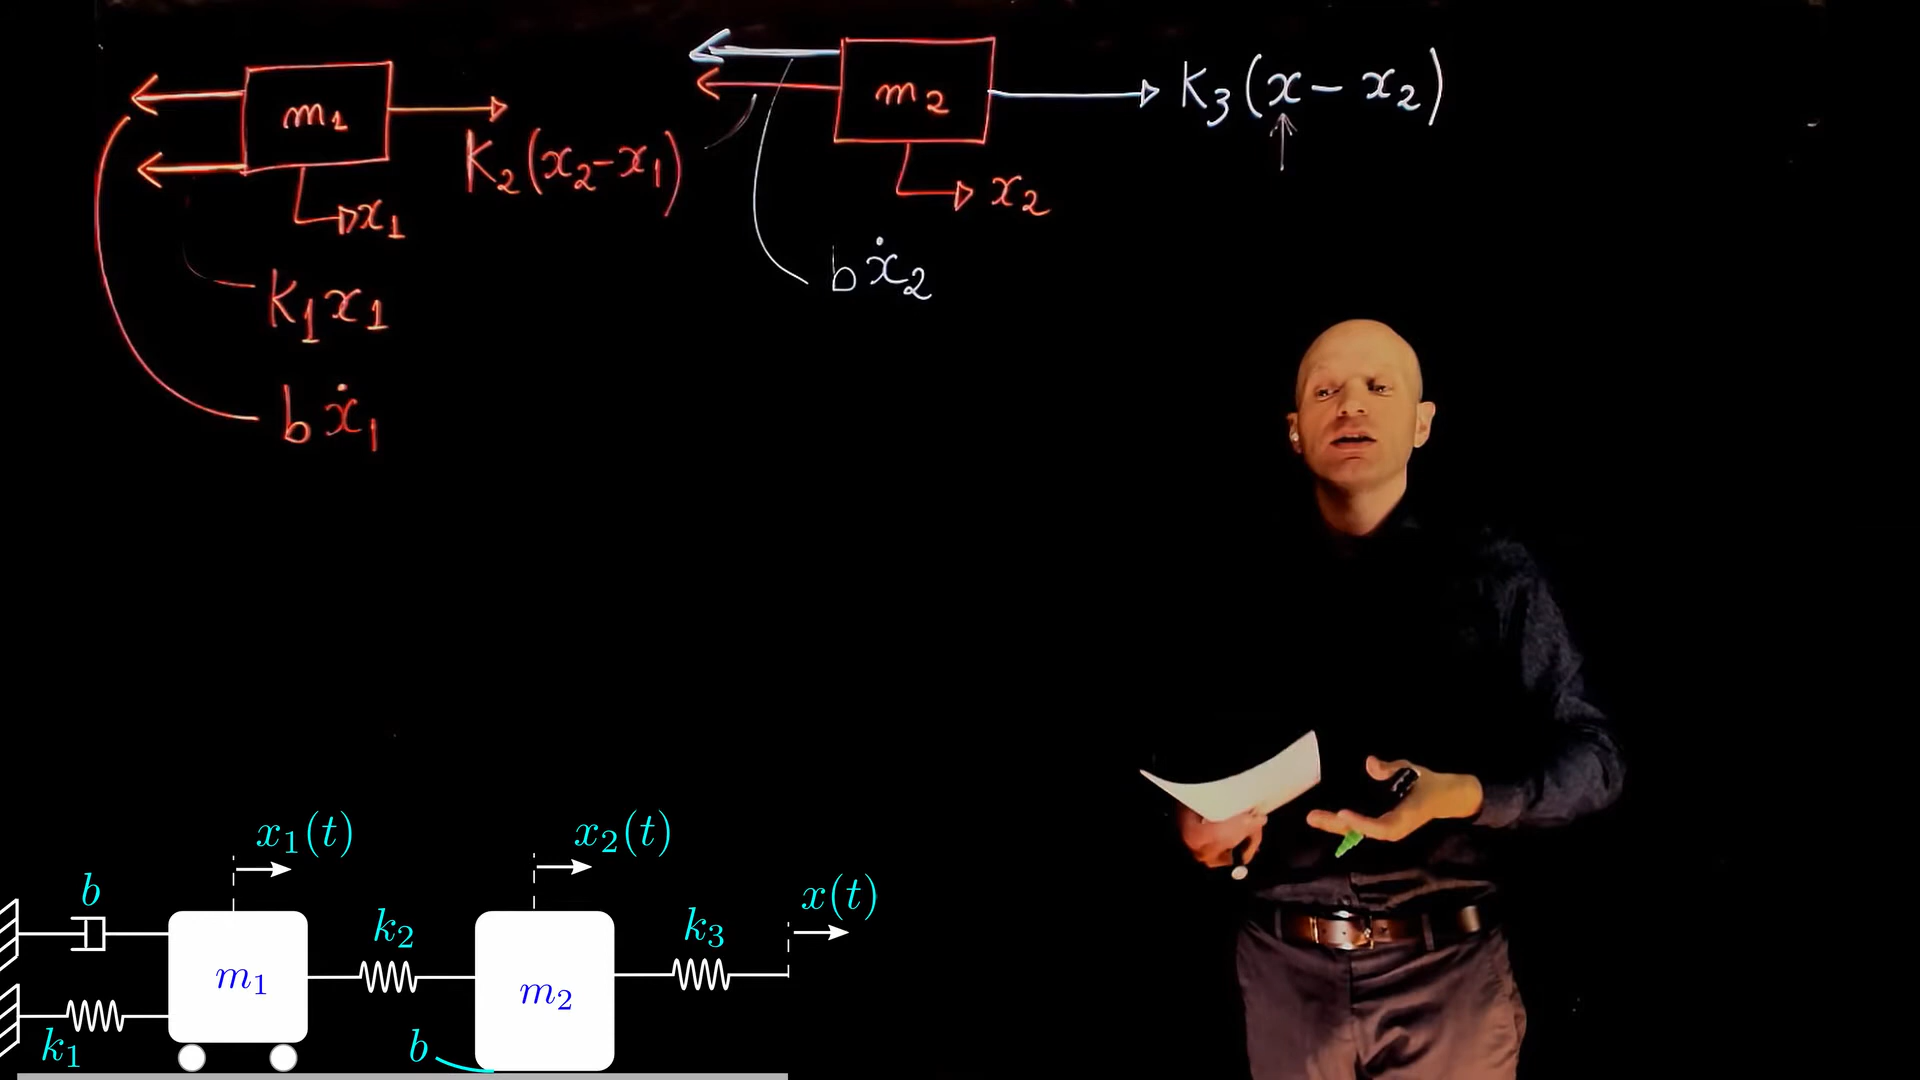 m₁
K₂(x₂-x₁)
x₁
K₁x₁
bẋ₁
m₂
K₃(x-x₂)
x₂
bẋ₂
x₁(t)
x₂(t)
x(t)
b
k₂
k₃
m₁
m₂
k₁
b